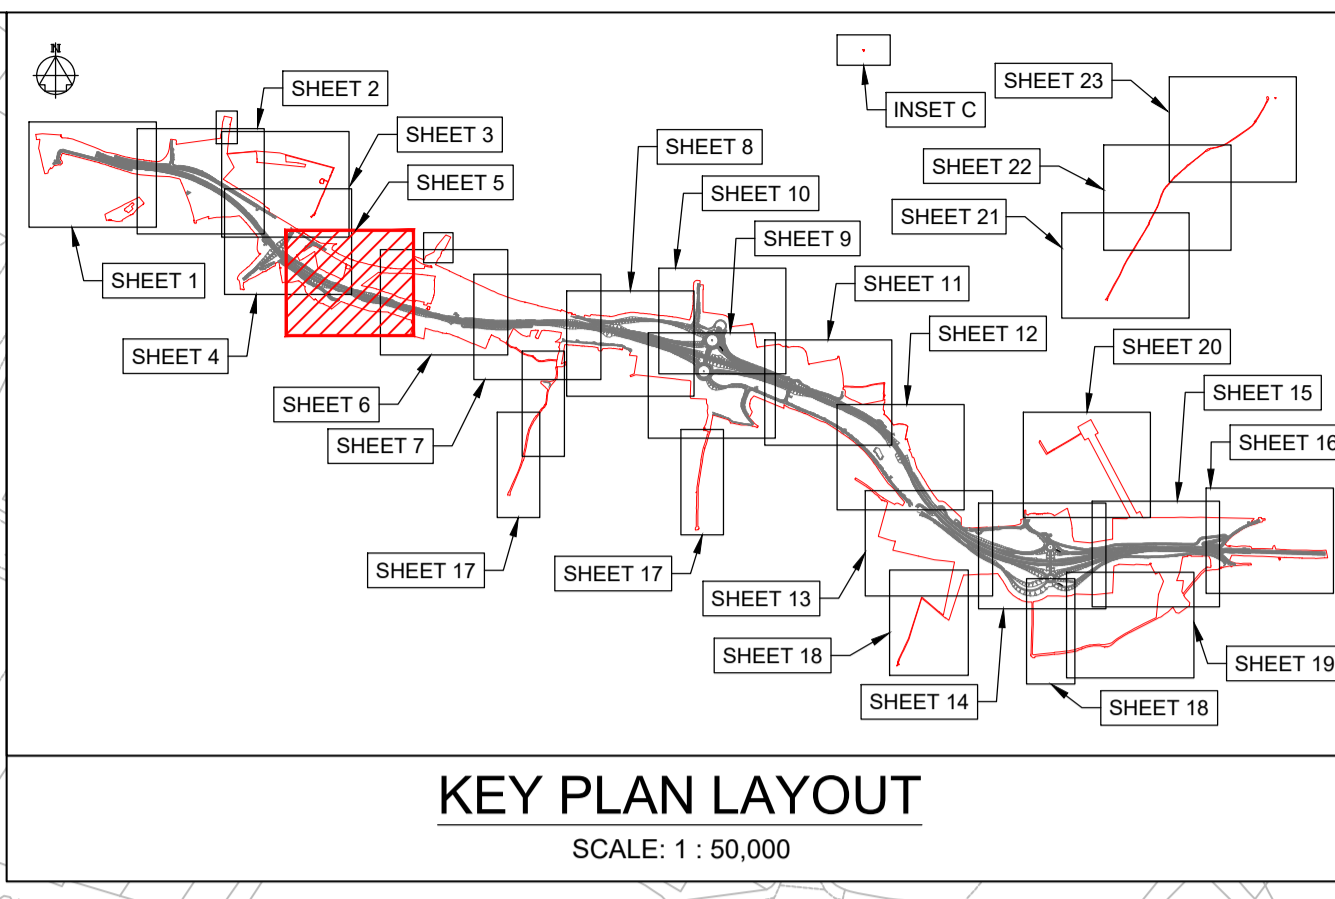 N
SHEET 2
SHEET 3
SHEET 5
SHEET 1
SHEET 4
SHEET 6
SHEET 7
SHEET 8
SHEET 10
SHEET 9
SHEET 11
SHEET 12
INSET C
SHEET 23
SHEET 22
SHEET 21
SHEET 20
SHEET 15
SHEET 16
SHEET 17
SHEET 17
SHEET 13
SHEET 18
SHEET 14
SHEET 18
SHEET 19
KEY PLAN LAYOUT
SCALE: 1 : 50,000